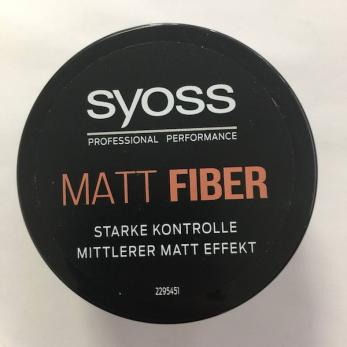 syoss
PROFESSIONAL PERFORMANCE
MATT FIBER
STARKE KONTROLLE
MITTLERER MATT EFFEKT
2295451